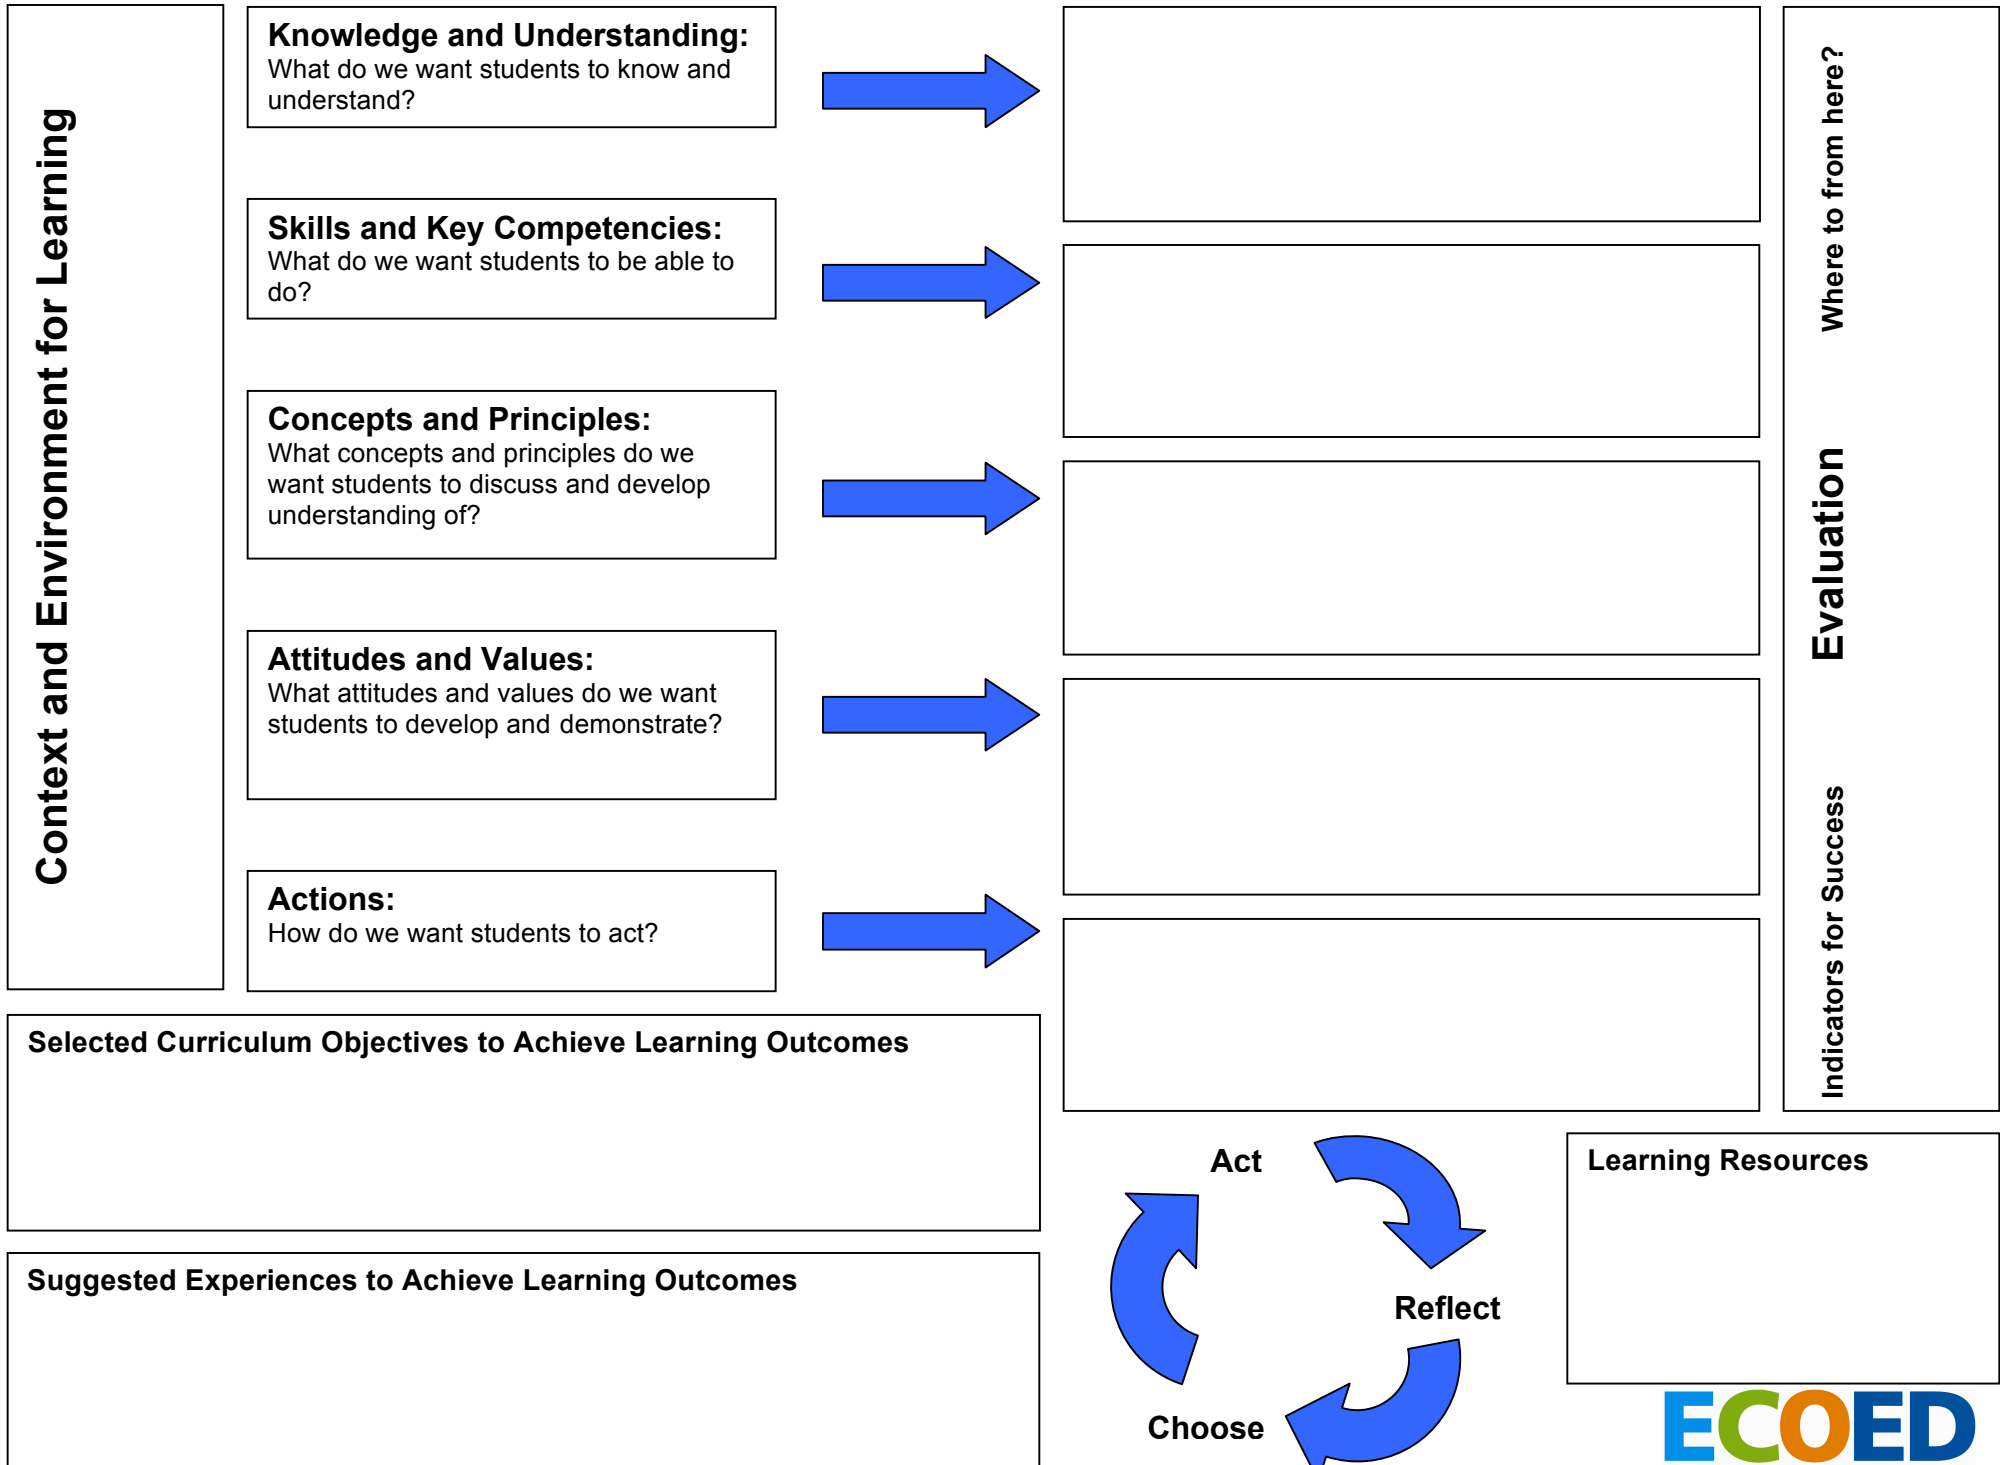 Context and Environment for Learning
Knowledge and Understanding:
What do we want students to know and
understand?
Skills and Key Competencies:
What do we want students to be able to
do?
Concepts and Principles:
What concepts and principles do we
want students to discuss and develop
understanding of?
Attitudes and Values:
What attitudes and values do we want
students to develop and demonstrate?
Actions:
How do we want students to act?
Indicators for Success
Evaluation
Where to from here?
Selected Curriculum Objectives to Achieve Learning Outcomes
Suggested Experiences to Achieve Learning Outcomes
Act
Reflect
Choose
Learning Resources
ECOED